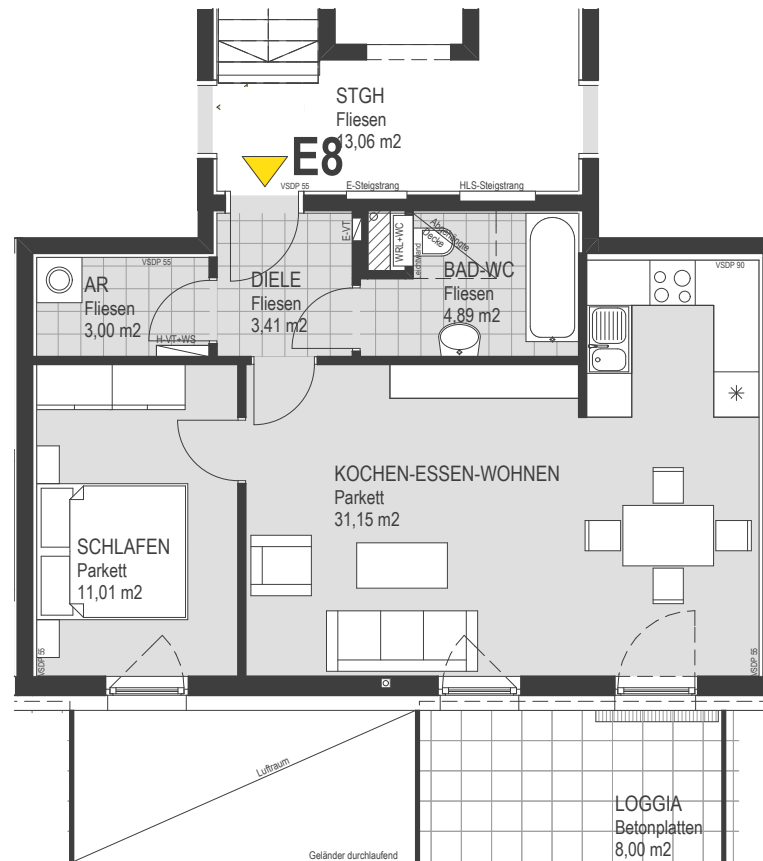 STGH
Fliesen
13,06 m2
E8
VSDP 55
E-Steigstrang
HLS-Steigstrang
E-VT
WRL+WC
Leichtwand
Abgehängte
Decke
VSDP 55
AR
Fliesen
3,00 m2
H-VT+WS
DIELE
Fliesen
3,41 m2
BAD-WC
Fliesen
4,89 m2
VSDP 90
KOCHEN-ESSEN-WOHNEN
Parkett
31,15 m2
SCHLAFEN
Parkett
11,01 m2
VSDP 55
VSDP 55
Luftraum
LOGGIA
Betonplatten
8,00 m2
Geländer durchlaufend